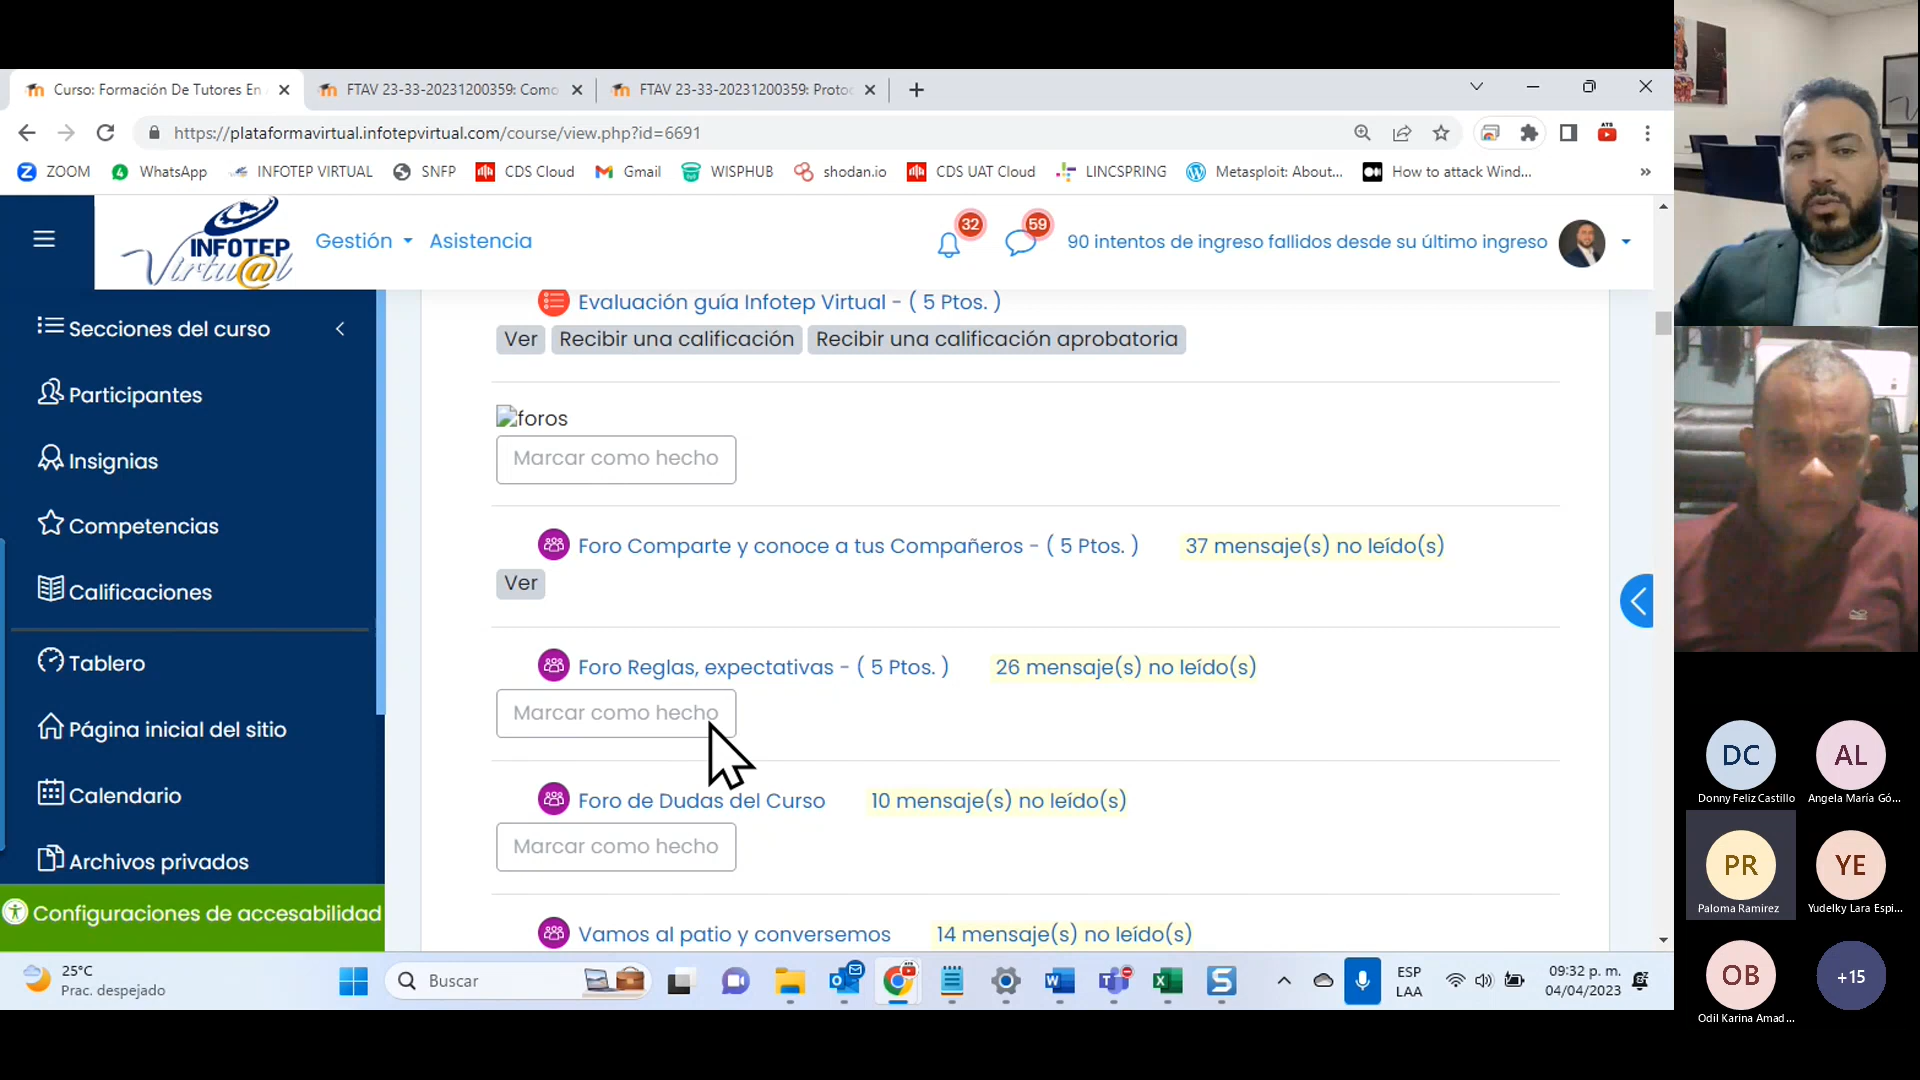 Curso: Formación De Tutores En
FTAV 23-33-20231200359: Como
FTAV 23-33-20231200359: Protoc
https://plataformavirtual.infotepvirtual.com/course/view.php?id=6691
ZOOM
WhatsApp
INFOTEP VIRTUAL
SNFP
CDS Cloud
Gmail
WISPHUB
shodan.io
CDS UAT Cloud
LINCSPRING
Metasploit: About...
How to attack Wind...
»
INFOTEP
Virtu@l
Gestión
Asistencia
32
59
90 intentos de ingreso fallidos desde su último ingreso
Secciones del curso
Participantes
Insignias
Competencias
Calificaciones
Tablero
Página inicial del sitio
Calendario
Archivos privados
Configuraciones de accesabilidad
Evaluación guía Infotep Virtual - ( 5 Ptos. )
Ver
Recibir una calificación
Recibir una calificación aprobatoria
foros
Marcar como hecho
Foro Comparte y conoce a tus Compañeros - ( 5 Ptos. )
37 mensaje(s) no leído(s)
Ver
Foro Reglas, expectativas - ( 5 Ptos. )
26 mensaje(s) no leído(s)
Marcar como hecho
Foro de Dudas del Curso
10 mensaje(s) no leído(s)
Marcar como hecho
Vamos al patio y conversemos
14 mensaje(s) no leído(s)
25°C
Prac. despejado
Buscar
ESP
LAA
09:32 p. m.
04/04/2023
DC
Donny Feliz Castillo
AL
Angela María Gó...
PR
Paloma Ramirez
YE
Yudelky Lara Espi...
OB
Odil Karina Amad...
+15